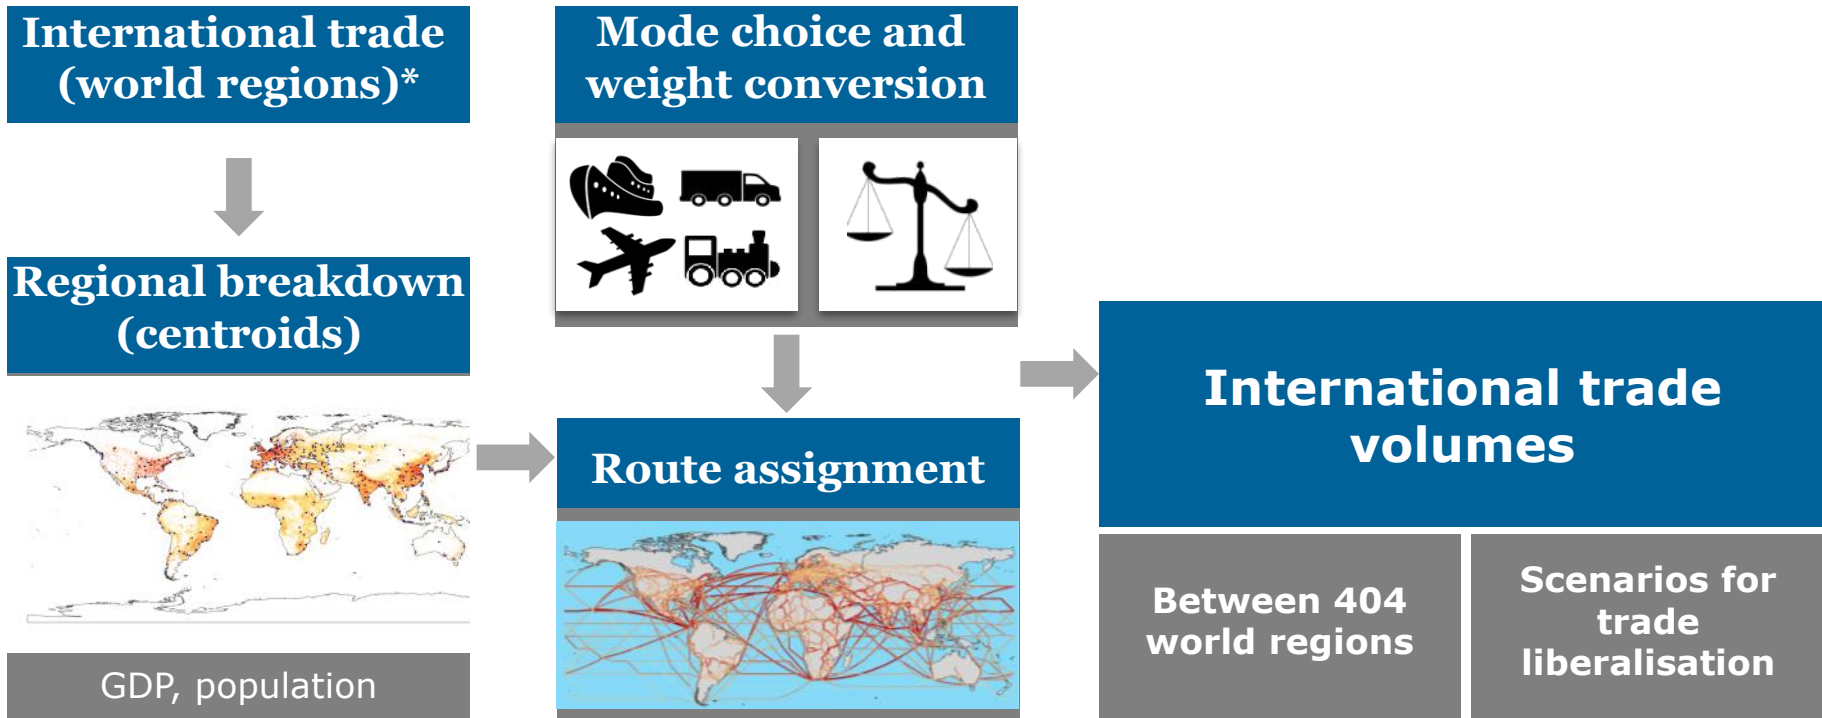 International trade
(world regions)*
Regional breakdown
(centroids)
GDP, population
Mode choice and
weight conversion
Route assignment
International trade
volumes
Between 404
world regions
Scenarios for
trade
liberalisation